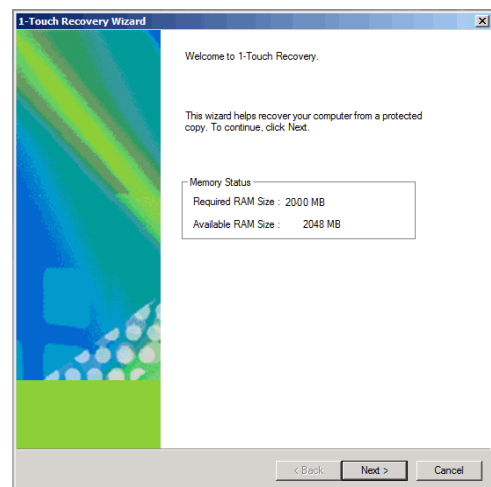 1-Touch Recovery Wizard
Welcome to 1-Touch Recovery.
This wizard helps recover your computer from a protected
copy. To continue, click Next.
Memory Status
Required RAM Size : 2000 MB
Available RAM Size : 2048 MB
< Back Next > Cancel